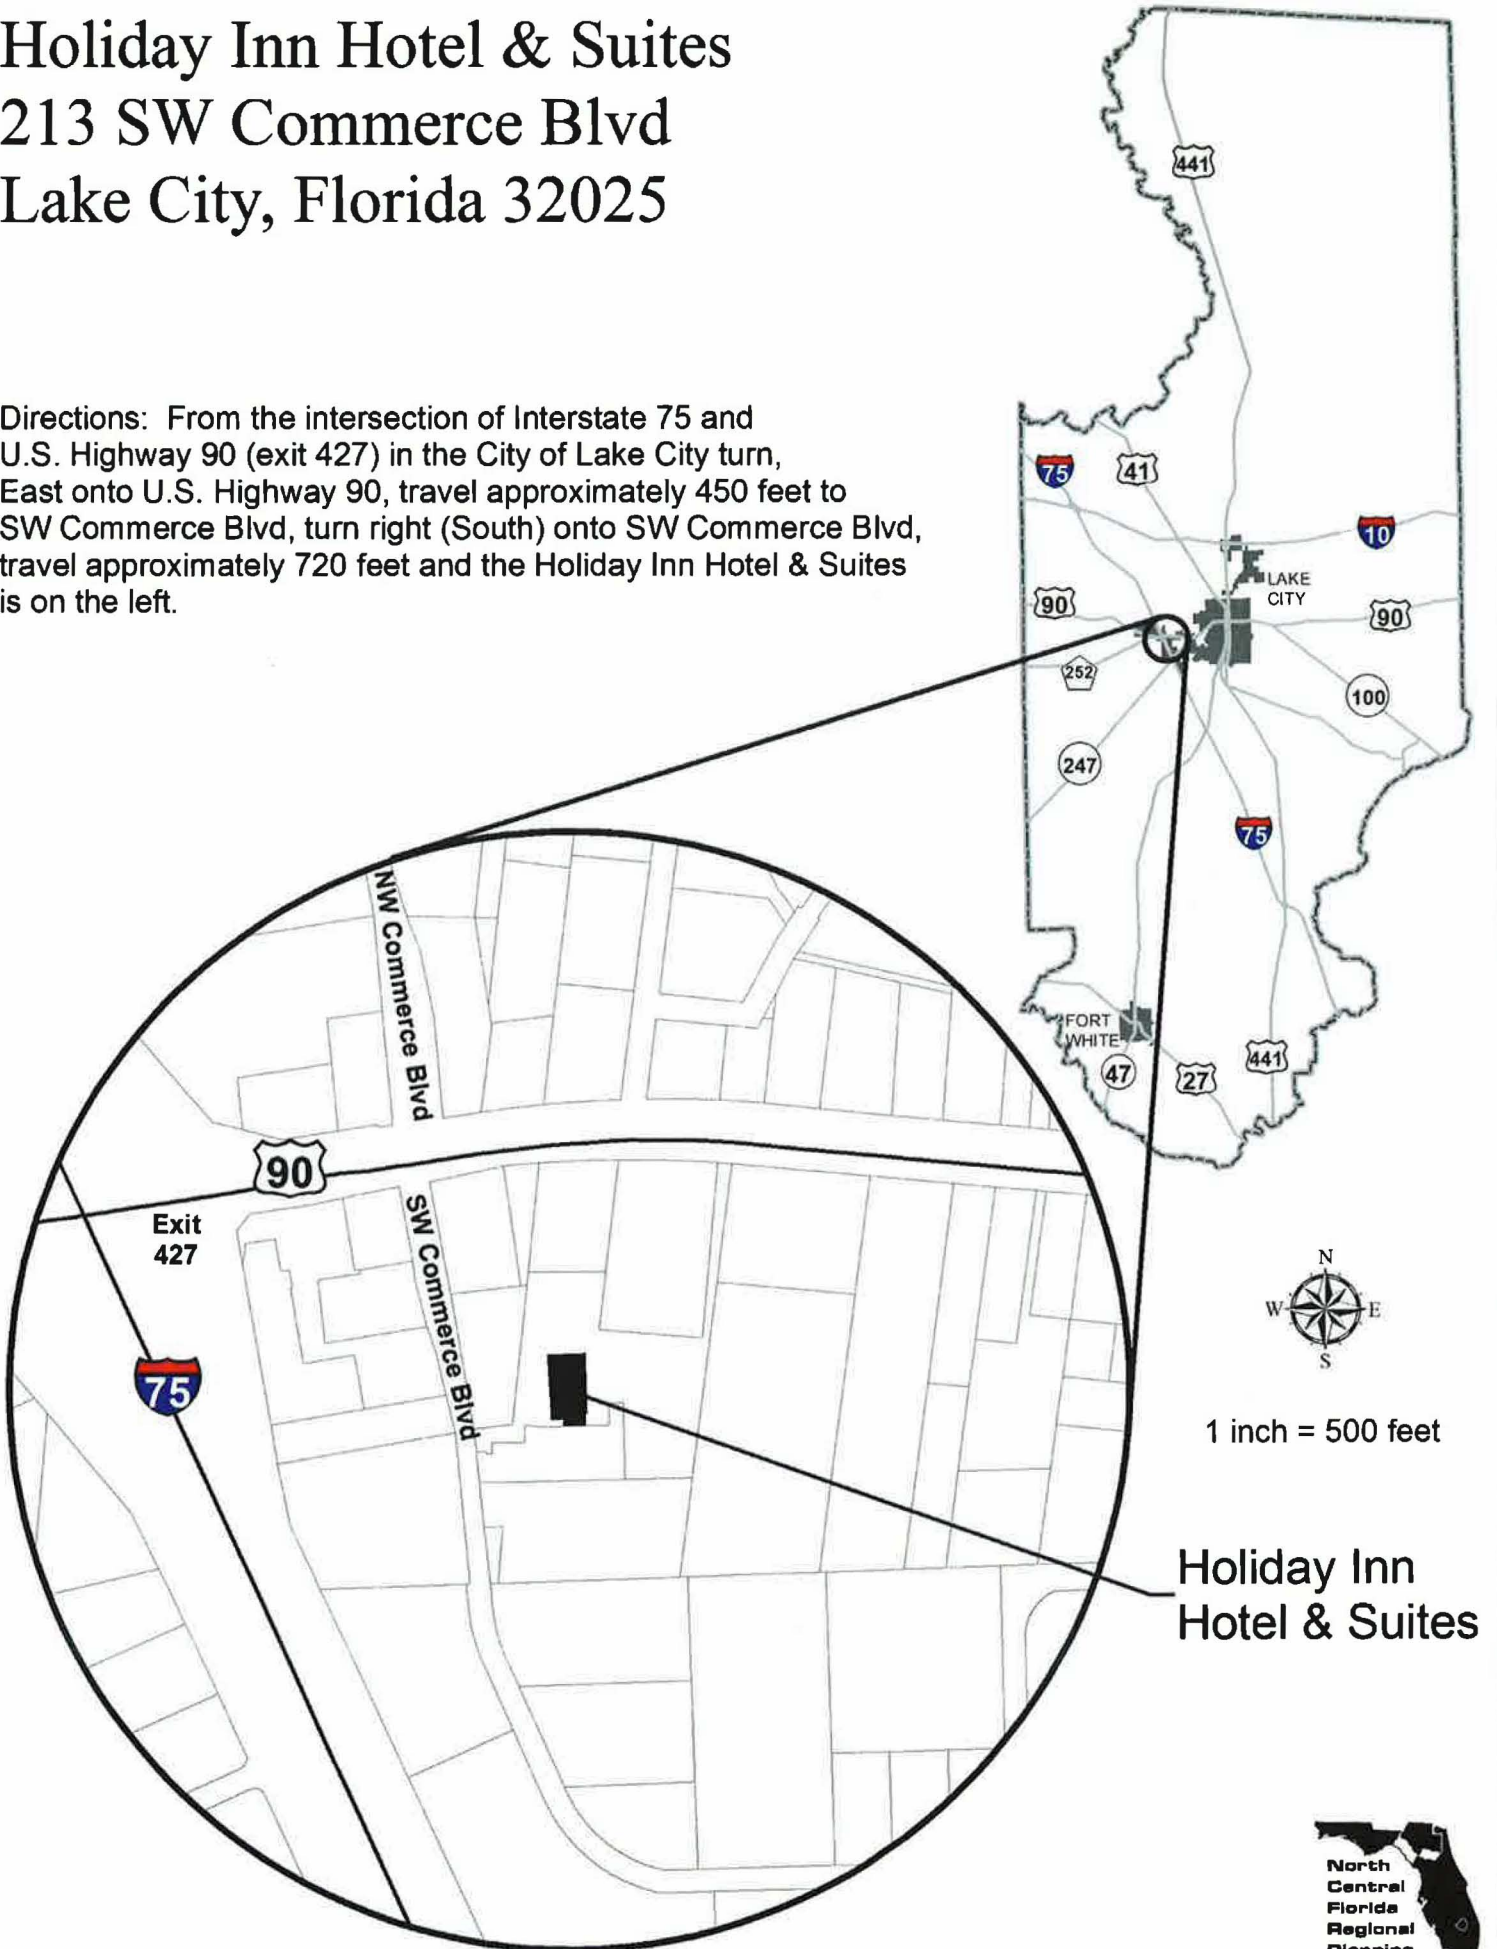 Holiday Inn Hotel & Suites
213 SW Commerce Blvd
Lake City, Florida 32025
Directions: From the intersection of Interstate 75 and
U.S. Highway 90 (exit 427) in the City of Lake City turn,
East onto U.S. Highway 90, travel approximately 450 feet to
SW Commerce Blvd, turn right (South) onto SW Commerce Blvd,
travel approximately 720 feet and the Holiday Inn Hotel & Suites
is on the left.
441
75
41
10
LAKE
CITY
90
90
252
100
247
75
FORT
WHITE
47
27
441
NW Commerce Blvd
90
Exit
427
SW Commerce Blvd
75
N
W
E
S
1 inch = 500 feet
Holiday Inn
Hotel & Suites
North
Central
Florida
Regional
Planning